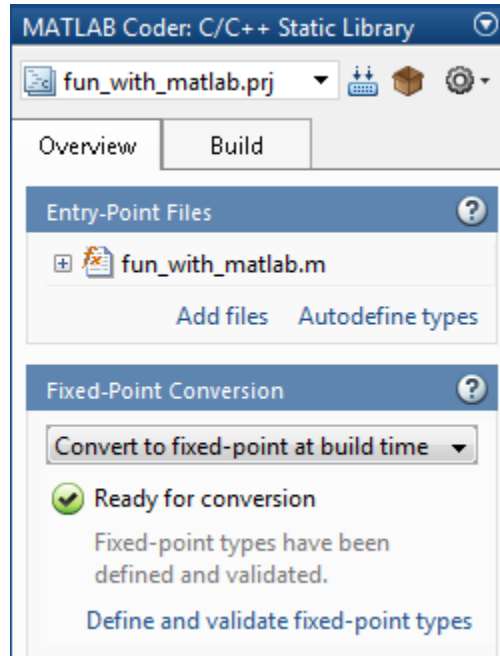 MATLAB Coder: C/C++ Static Library
fun_with_matlab.prj
Overview
Build
Entry-Point Files
?
fun_with_matlab.m
Add files Autodefine types
Fixed-Point Conversion
?
Convert to fixed-point at build time
Ready for conversion
Fixed-point types have been
defined and validated.
Define and validate fixed-point types